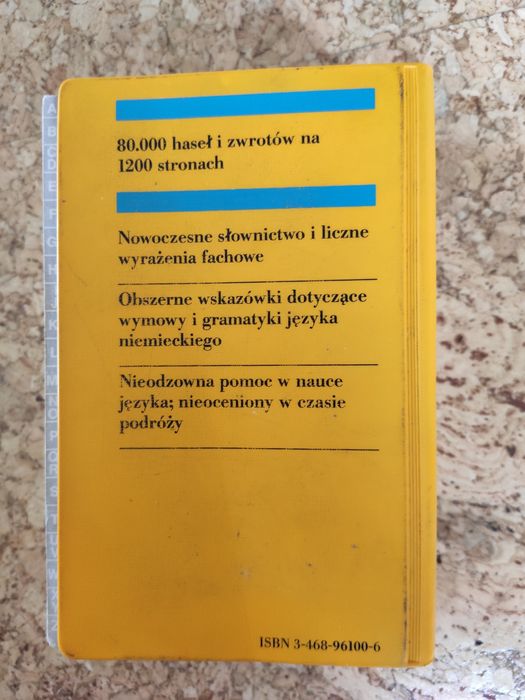 80.000 haseł i zwrotów na
1200 stronach
Nowoczesne słownictwo i liczne
wyrażenia fachowe
Obszerne wskazówki dotyczące
wymowy i gramatyki języka
niemieckiego
Nieodzowna pomoc w nauce
języka; nieoceniony w czasie
podróży
ISBN 3-468-96100-6
A
B
C
D
E
F
G
H
J
K
L
M
N
O
P
R
S
T
U
V
W
X
Z